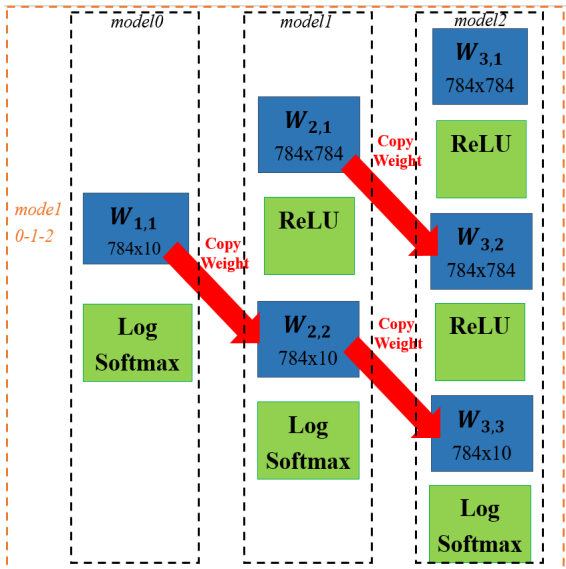 model0
model1
model2
W3,1
784x784
W2,1
784x784
Copy
Weight
ReLU
model
0-1-2
W1,1
784x10
Copy
Weight
ReLU
W3,2
784x784
Log
Softmax
W2,2
784x10
Copy
Weight
ReLU
Log
Softmax
W3,3
784x10
Log
Softmax